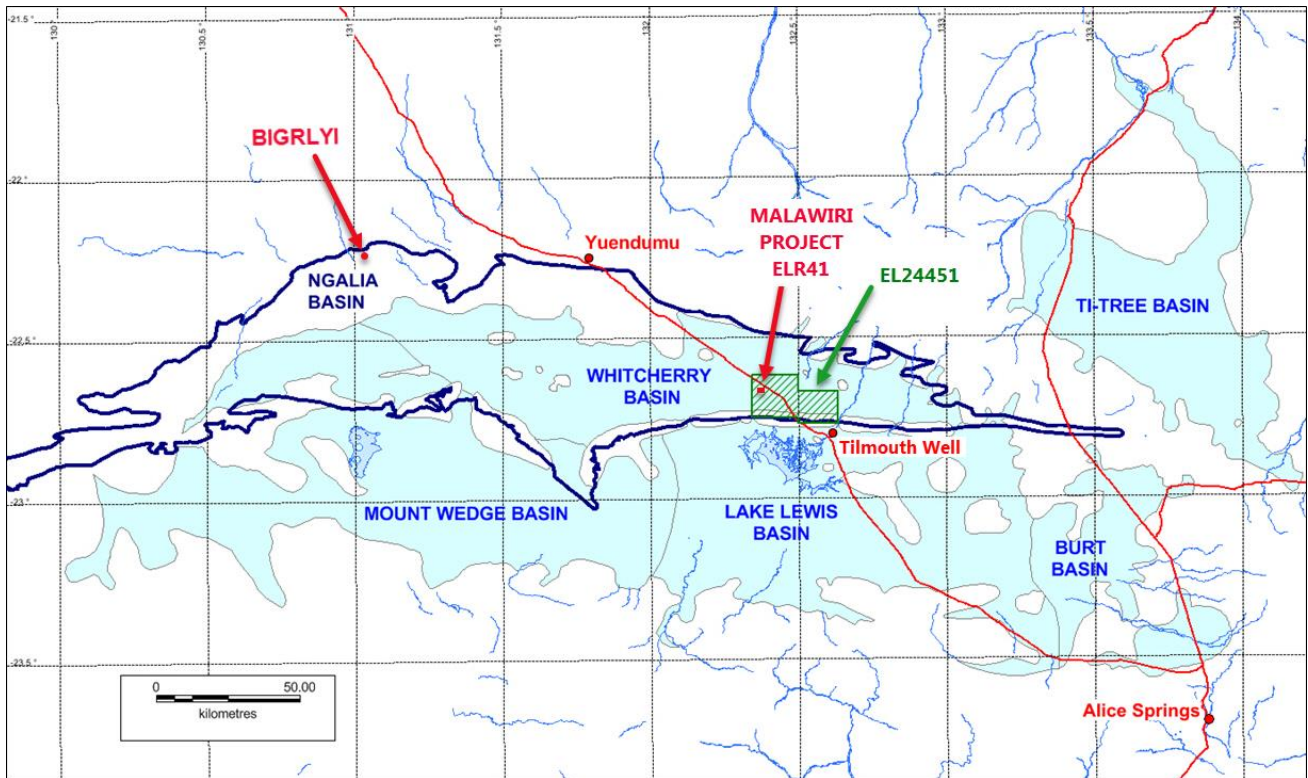 -21.5°
130
130.5
131
131.5
132
132.5
133
133.5
134
BIGRLYI
-22°
Yuendumu
MALAWIRI
PROJECT
ELR41
EL24451
NGALIA
BASIN
TI-TREE BASIN
-22.5°
WHITCHERRY
BASIN
Tilmouth Well
-23°
MOUNT WEDGE BASIN
LAKE LEWIS
BASIN
BURT
BASIN
-23.5°
0 50.00
kilometres
Alice Springs